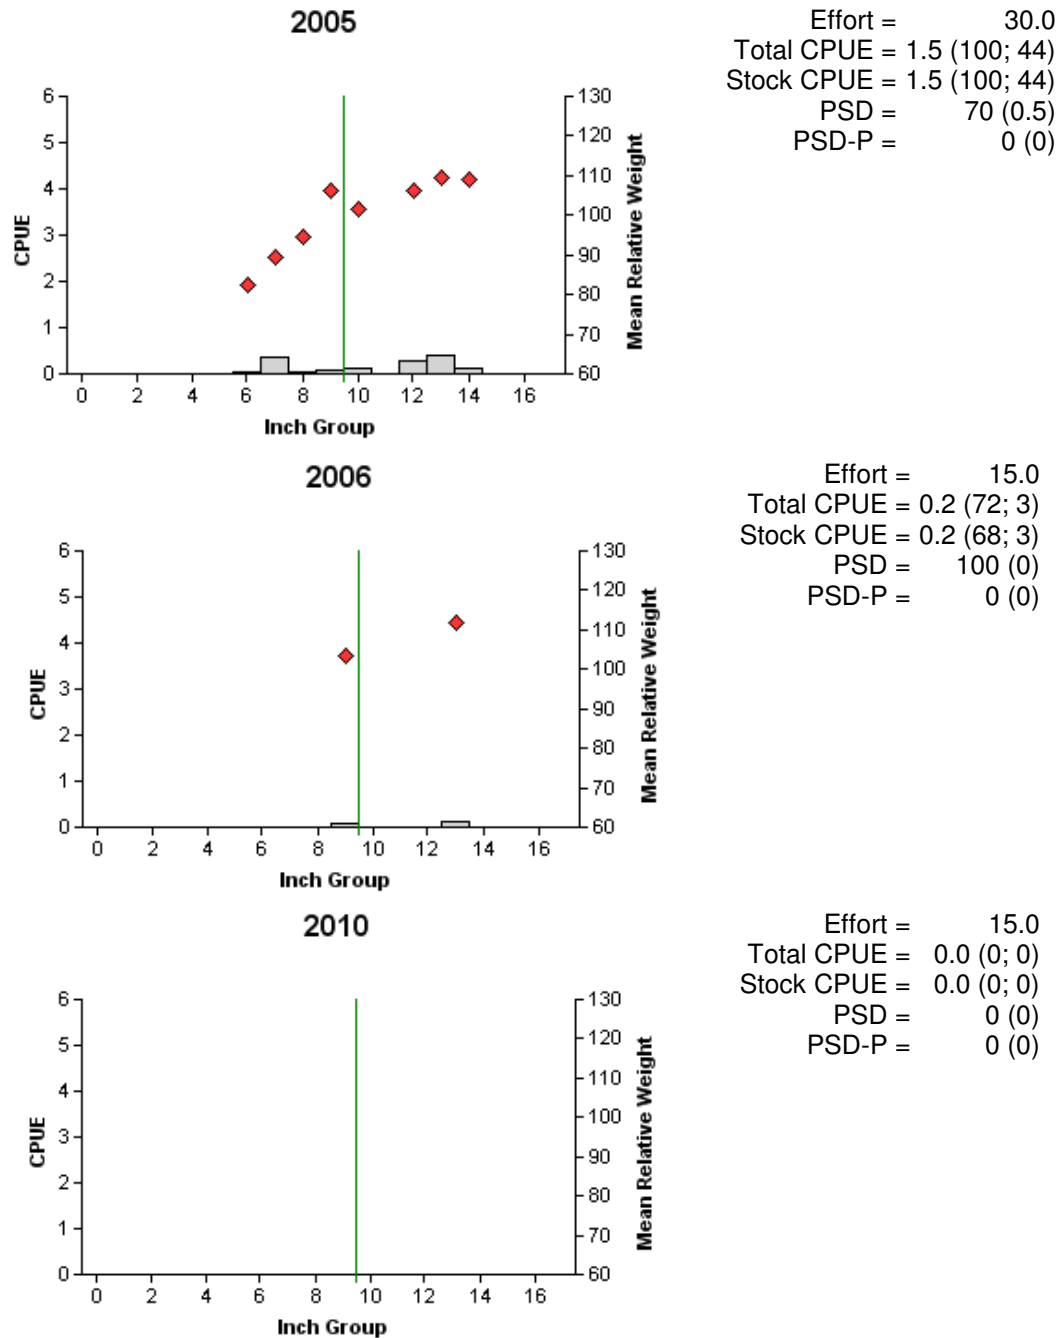 2005
Effort = 30.0
Total CPUE = 1.5 (100; 44)
Stock CPUE = 1.5 (100; 44)
PSD = 70 (0.5)
PSD-P = 0 (0)
6
5
4
3
2
1
0
CPUE
130
120
110
100
90
80
70
60
Mean Relative Weight
0 2 4 6 8 10 12 14 16
Inch Group
2006
Effort = 15.0
Total CPUE = 0.2 (72; 3)
Stock CPUE = 0.2 (68; 3)
PSD = 100 (0)
PSD-P = 0 (0)
6
5
4
3
2
1
0
CPUE
130
120
110
100
90
80
70
60
Mean Relative Weight
0 2 4 6 8 10 12 14 16
Inch Group
2010
Effort = 15.0
Total CPUE = 0.0 (0; 0)
Stock CPUE = 0.0 (0; 0)
PSD = 0 (0)
PSD-P = 0 (0)
6
5
4
3
2
1
0
CPUE
130
120
110
100
90
80
70
60
Mean Relative Weight
0 2 4 6 8 10 12 14 16
Inch Group